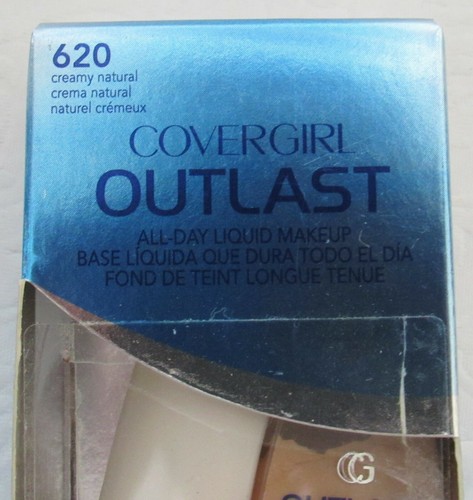 620
creamy natural
crema natural
naturel crémeux
COVERGIRL
OUTLAST
ALL-DAY LIQUID MAKEUP
BASE LÍQUIDA QUE DURA TODO EL DÍA
FOND DE TEINT LONGUE TENUE
CG